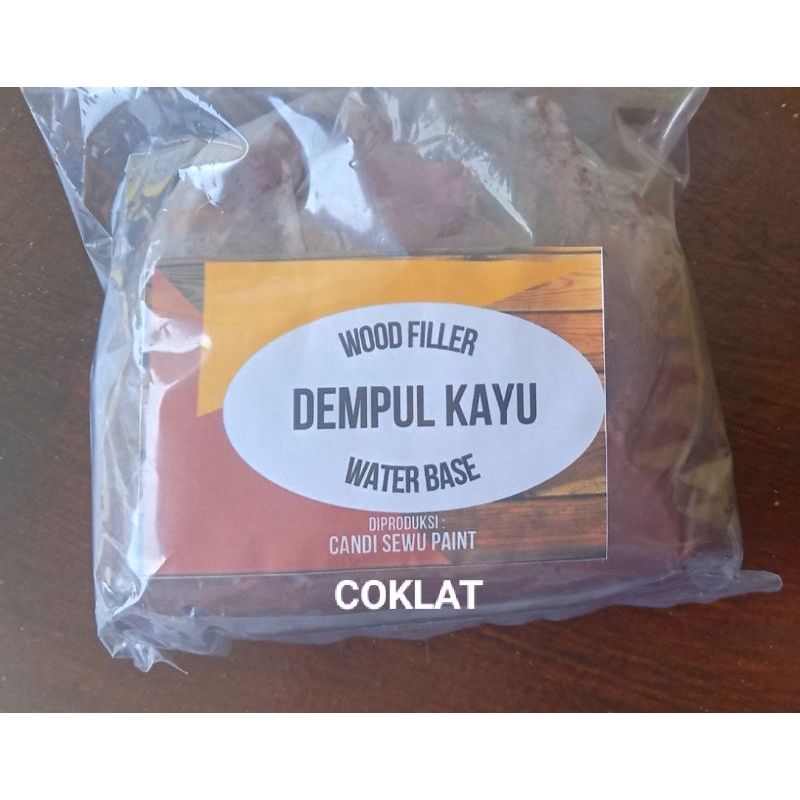 WOOD FILLER
DEMPUL KAYU
WATER BASE
DIPRODUKSI :
CANDI SEWU PAINT
COKLAT